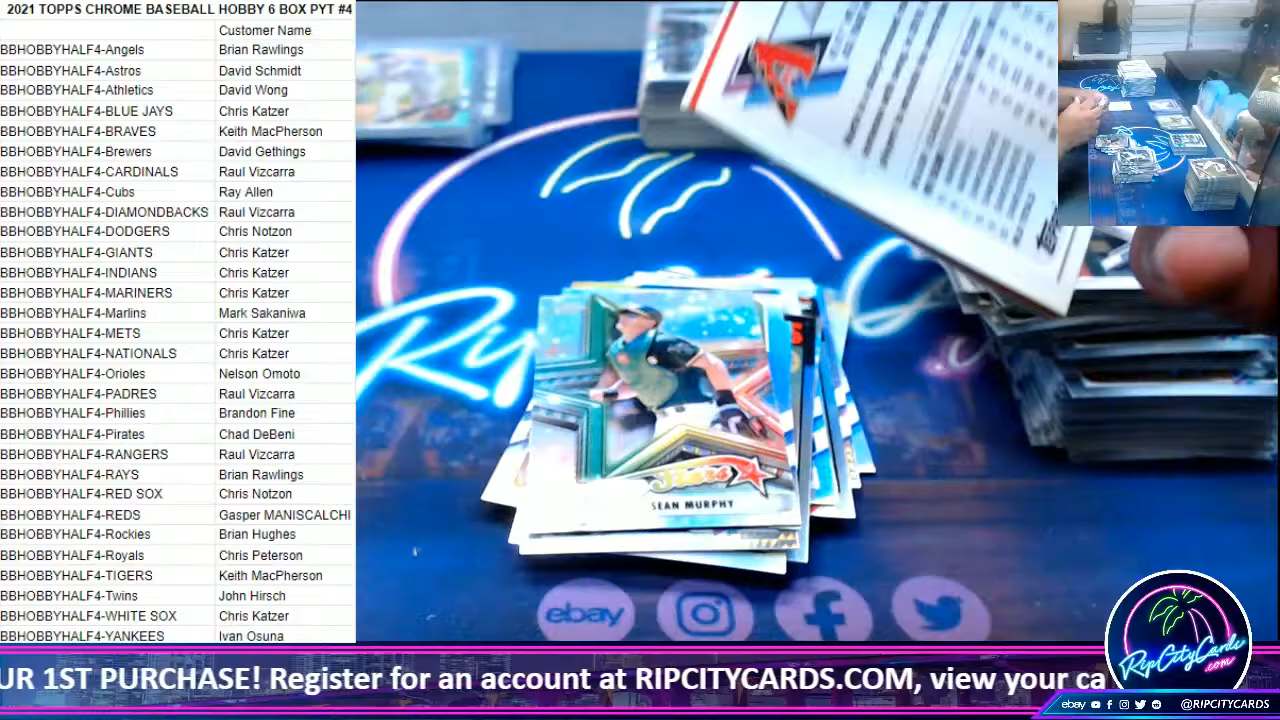 2021 TOPPS CHROME BASEBALL HOBBY 6 BOX PYT #4
Customer Name
BBHOBBYHALF4-Angels Brian Rawlings
BBHOBBYHALF4-Astros David Schmidt
BBHOBBYHALF4-Athletics David Wong
BBHOBBYHALF4-BLUE JAYS Chris Katzer
BBHOBBYHALF4-BRAVES Keith MacPherson
BBHOBBYHALF4-Brewers David Gethings
BBHOBBYHALF4-CARDINALS Raul Vizcarra
BBHOBBYHALF4-Cubs Ray Allen
BBHOBBYHALF4-DIAMONDBACKS Raul Vizcarra
BBHOBBYHALF4-DODGERS Chris Notzon
BBHOBBYHALF4-GIANTS Chris Katzer
BBHOBBYHALF4-INDIANS Chris Katzer
BBHOBBYHALF4-MARINERS Chris Katzer
BBHOBBYHALF4-Marlins Mark Sakaniwa
BBHOBBYHALF4-METS Chris Katzer
BBHOBBYHALF4-NATIONALS Chris Katzer
BBHOBBYHALF4-Orioles Nelson Omoto
BBHOBBYHALF4-PADRES Raul Vizcarra
BBHOBBYHALF4-Phillies Brandon Fine
BBHOBBYHALF4-Pirates Chad DeBeni
BBHOBBYHALF4-RANGERS Raul Vizcarra
BBHOBBYHALF4-RAYS Brian Rawlings
BBHOBBYHALF4-RED SOX Chris Notzon
BBHOBBYHALF4-REDS Gasper MANISCALCHI
BBHOBBYHALF4-Rockies Brian Hughes
BBHOBBYHALF4-Royals Chris Peterson
BBHOBBYHALF4-TIGERS Keith MacPherson
BBHOBBYHALF4-Twins John Hirsch
BBHOBBYHALF4-WHITE SOX Chris Katzer
BBHOBBYHALF4-YANKEES Ivan Osuna
Rip
Stars
SEAN MURPHY
ebay
UR 1ST PURCHASE! Register for an account at RIPCITYCARDS.COM, view your ca
RipCityCards
.com
ebay @RIPCITYCARDS